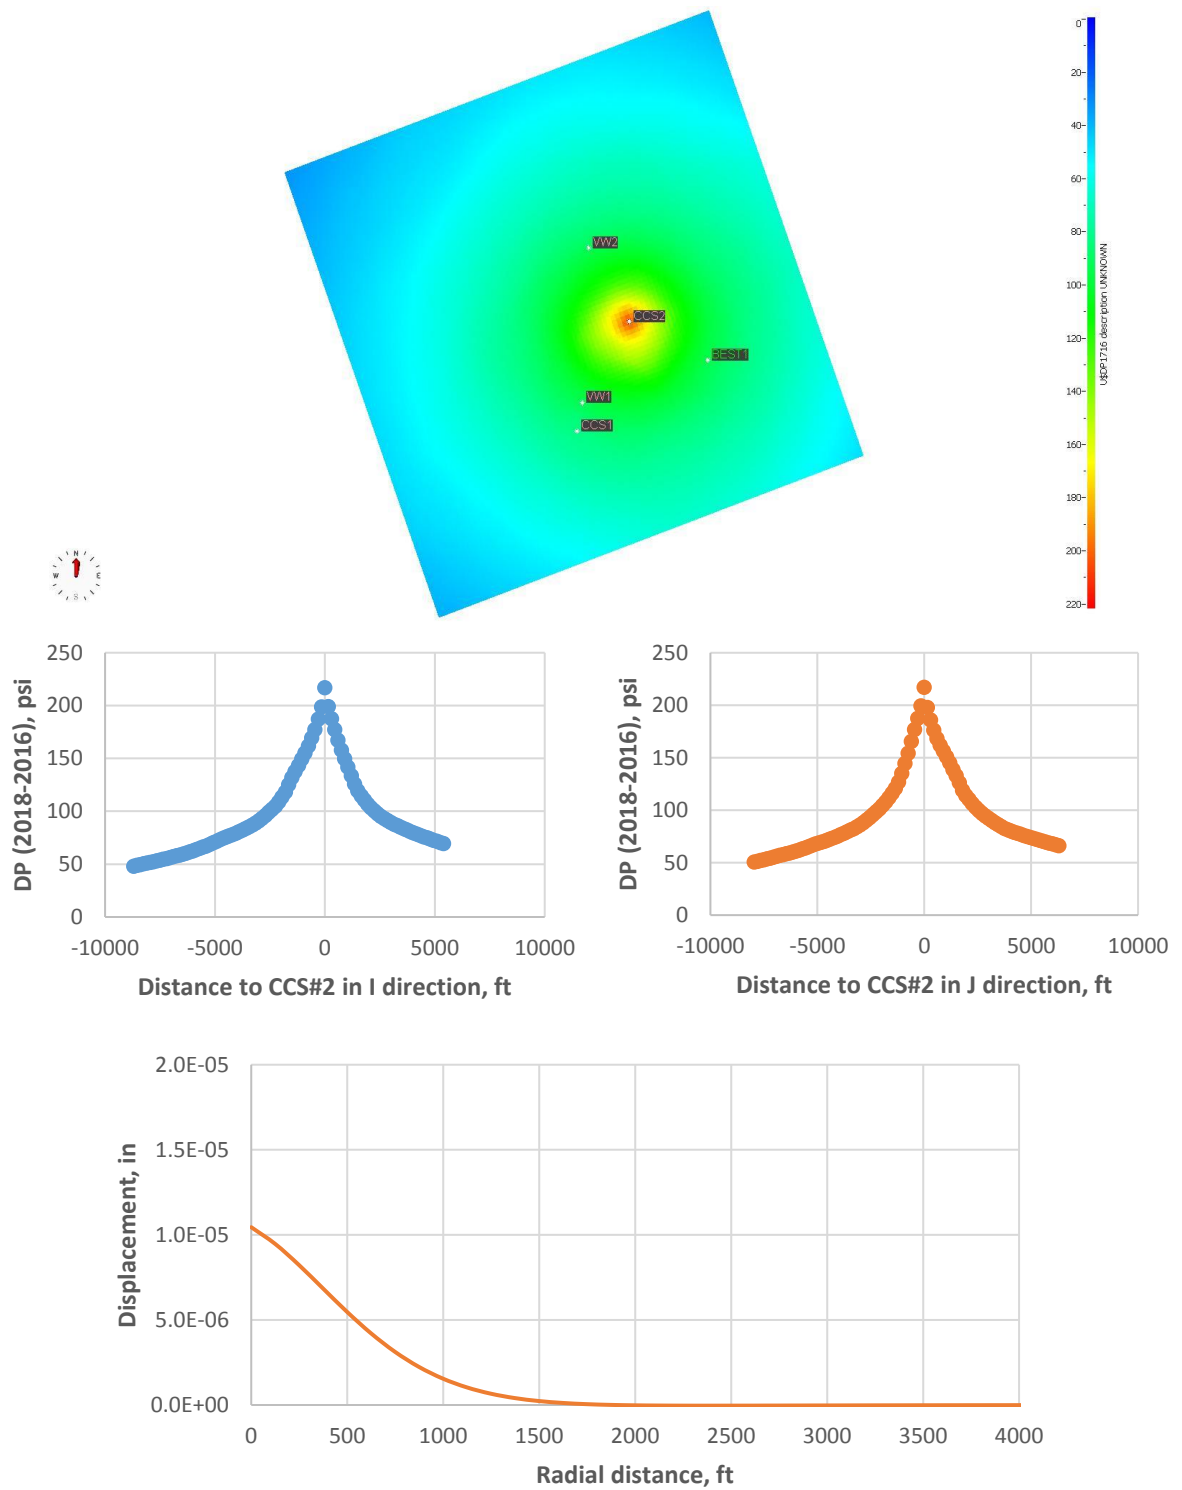 0
20
40
60
80
100
120
140
160
180
200
220
U$DP1716 description UNKNOWN
VW2
CCS2
BEST1
VW1
CCS1
N
W
E
S
250
200
150
100
50
0
DP (2018-2016), psi
-10000 -5000 0 5000 10000
Distance to CCS#2 in I direction, ft
250
200
150
100
50
0
DP (2018-2016), psi
-10000 -5000 0 5000 10000
Distance to CCS#2 in J direction, ft
2.0E-05
1.5E-05
1.0E-05
5.0E-06
0.0E+00
Displacement, in
0 500 1000 1500 2000 2500 3000 3500 4000
Radial distance, ft